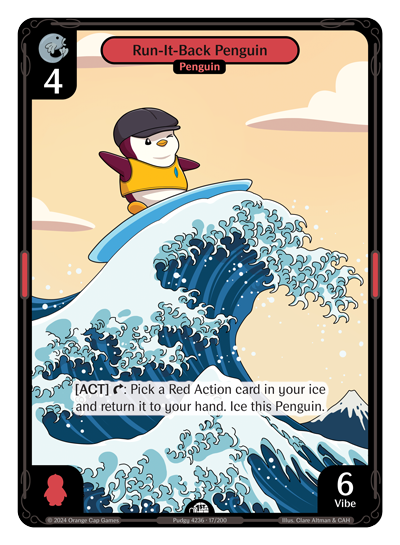 Run-It-Back Penguin
4
Penguin
[ACT] : Pick a Red Action card in your ice
and return it to your hand. Ice this Penguin.
6
Vibe
© 2024 Orange Cap Games
Pudgy 4236 · 17/200
Illus. Clare Altman & CAH